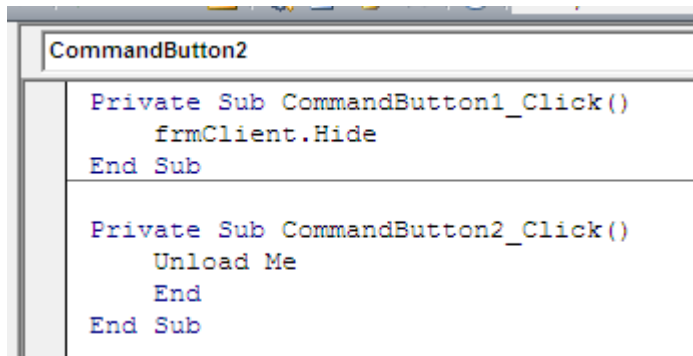 CommandButton2
Private Sub CommandButton1_Click()
frmClient.Hide
End Sub
Private Sub CommandButton2_Click()
Unload Me
End
End Sub